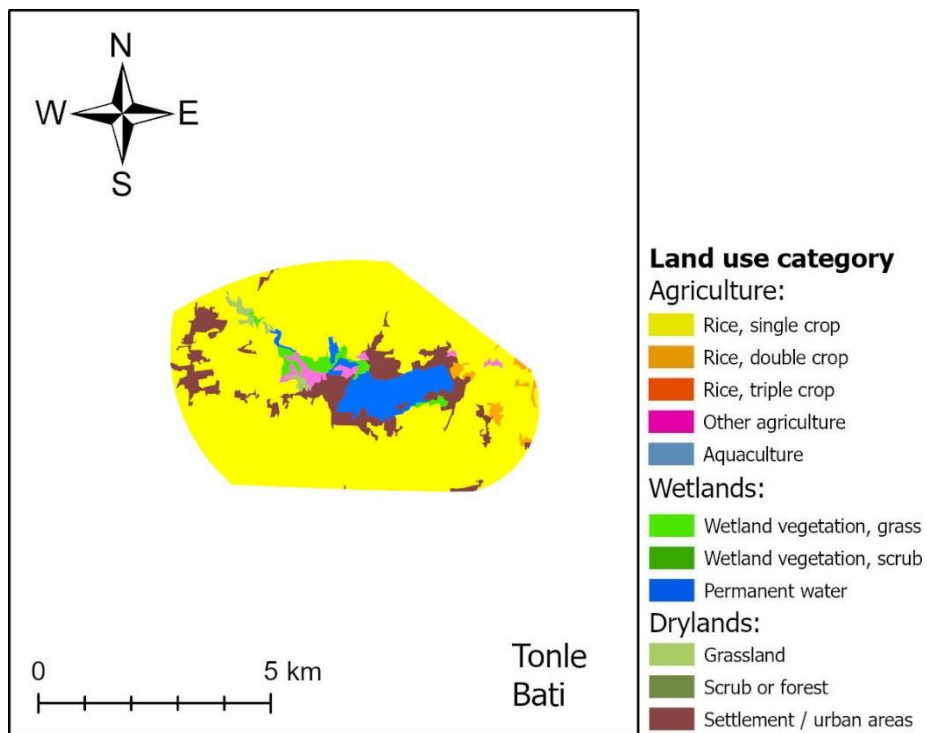 N
W E
S
0 5 km
Tonle
Bati
Land use category
Agriculture:
Rice, single crop
Rice, double crop
Rice, triple crop
Other agriculture
Aquaculture
Wetlands:
Wetland vegetation, grass
Wetland vegetation, scrub
Permanent water
Drylands:
Grassland
Scrub or forest
Settlement / urban areas